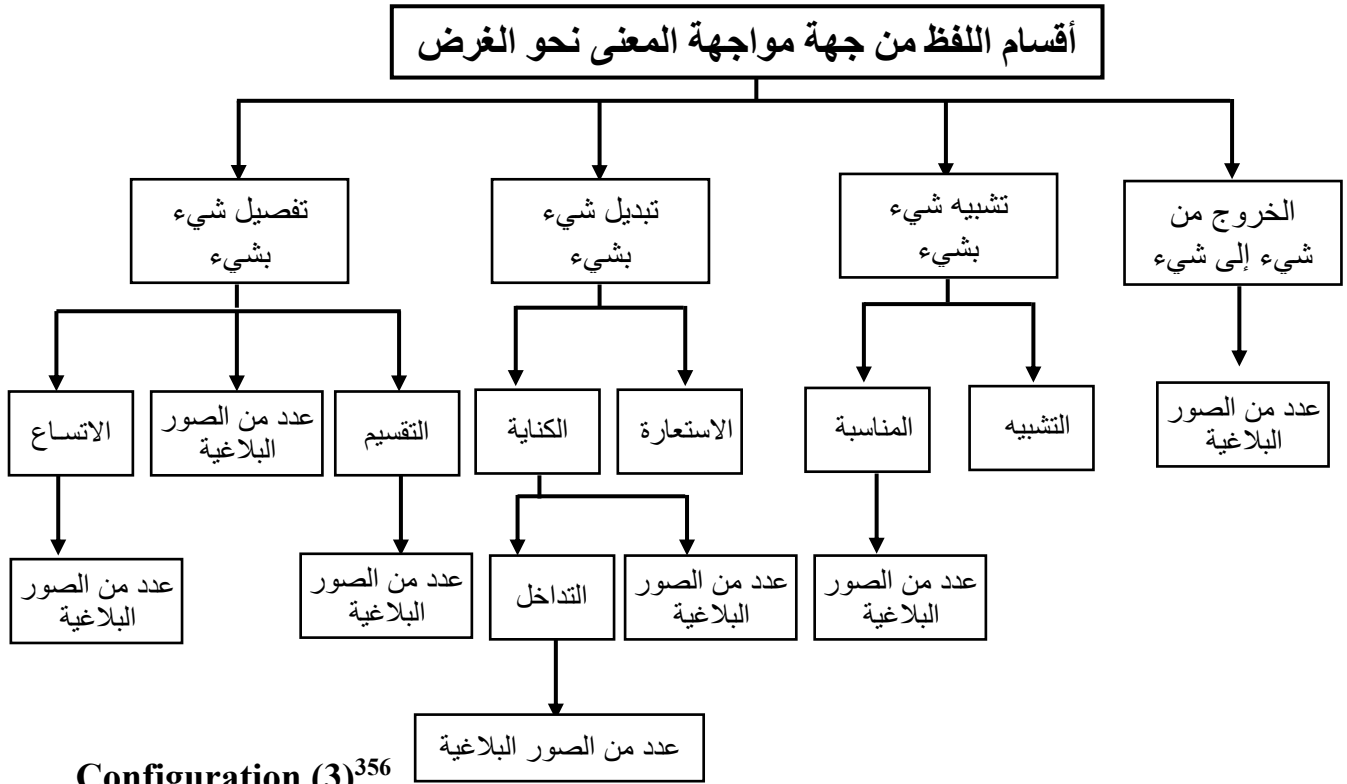 أقسام اللفظ من جهة مواجهة المعنى نحو الغرض
الخروج من
شيء إلى شيء
تشبيه شيء
بشيء
تبديل شيء
بشيء
تفصيل شيء
بشيء
عدد من الصور
البلاغية
التشبيه
المناسبة
الاستعارة
الكناية
التقسيم
عدد من الصور
البلاغية
الاتساع
عدد من الصور
البلاغية
عدد من الصور
البلاغية
التداخل
عدد من الصور
البلاغية
عدد من الصور
البلاغية
عدد من الصور البلاغية
Configuration (3)356